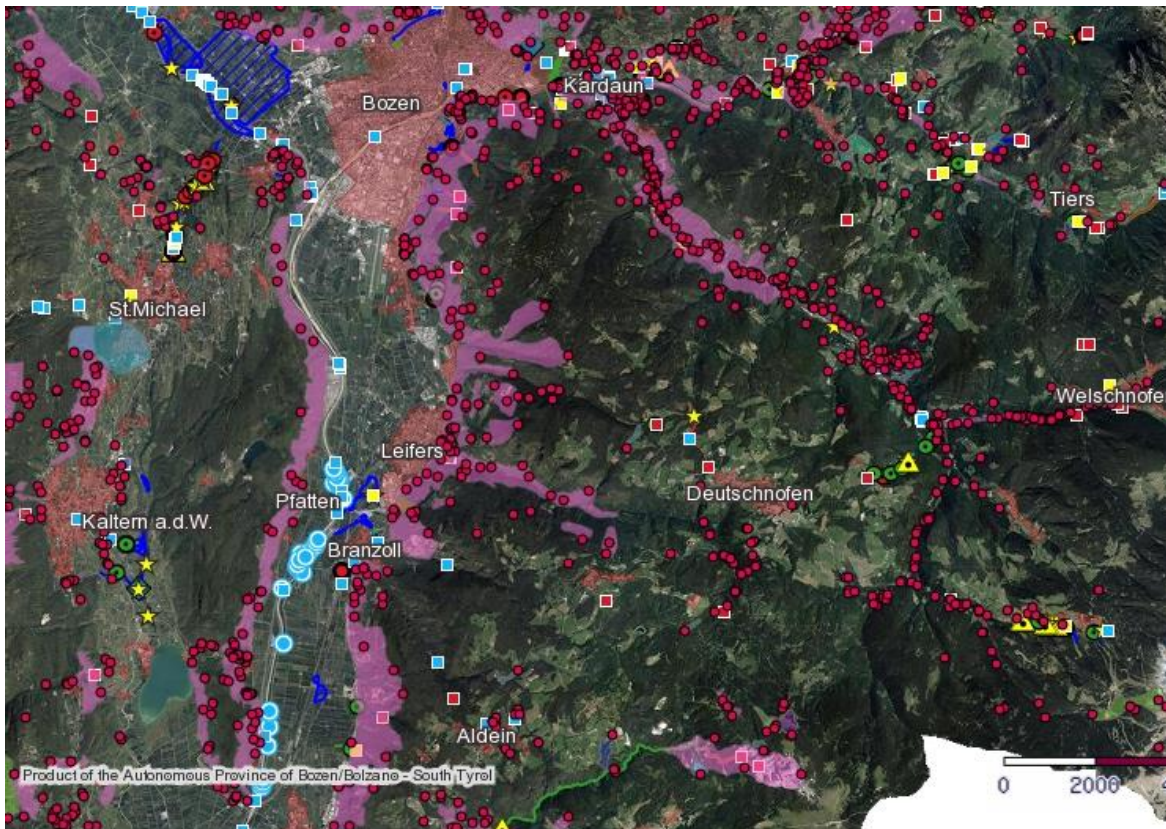 Bozen
Kardaun
Tiers
St.Michael
Welschnofen
Leifers
Pfatten
Deutschnofen
Kaltern a.d.W.
Branzoll
Aldein
Product of the Autonomous Province of Bozen/Bolzano - South Tyrol
0 2000